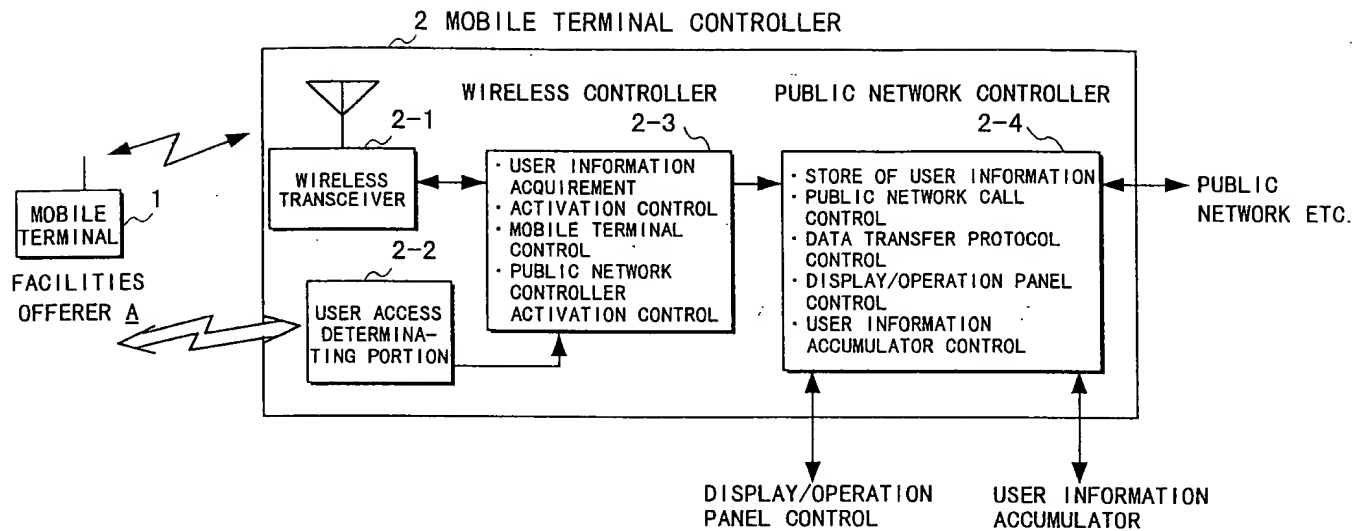 2 MOBILE TERMINAL CONTROLLER
WIRELESS CONTROLLER
2-3
PUBLIC NETWORK CONTROLLER
2-4
2-1
WIRELESS
TRANSCEIVER
1
MOBILE
TERMINAL
FACILITIES
OFFERER A
2-2
USER ACCESS
DETERMINA-
TING PORTION
· USER INFORMATION
ACQUIREMENT
· ACTIVATION CONTROL
· MOBILE TERMINAL
CONTROL
· PUBLIC NETWORK
CONTROLLER
ACTIVATION CONTROL
· STORE OF USER INFORMATION
· PUBLIC NETWORK CALL
CONTROL
· DATA TRANSFER PROTOCOL
CONTROL
· DISPLAY/OPERATION PANEL
CONTROL
· USER INFORMATION
ACCUMULATOR CONTROL
PUBLIC
NETWORK ETC.
DISPLAY/OPERATION
PANEL CONTROL
USER INFORMATION
ACCUMULATOR